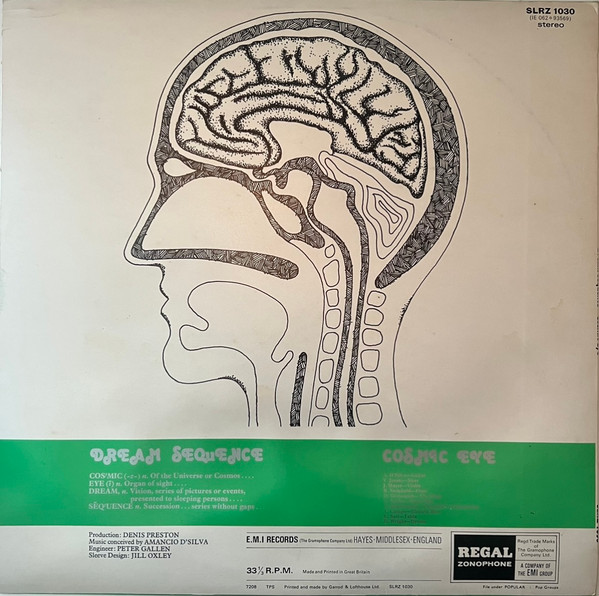 SLRZ 1030
(1E 062 • 93569)
stereo
DREAM SEQUENCE
COSMIC EYE
COS'MIC (-z-) n. Of the Universe or Cosmos....
EYE (ī) n. Organ of sight....
DREAM, n. Vision, series of pictures or events,
presented to sleeping persons....
SĒQ'UENCE n. Succession... series without gaps
Production: DENIS PRESTON
Music conceived by AMANCIO D'SILVA
Engineer: PETER GALLEN
Sleeve Design: JILL OXLEY
E.M.I RECORDS (The Gramophone Company Ltd) HAYES·MIDDLESEX·ENGLAND
33⅓ R.P.M. Made and Printed in Great Britain
7208 TPS Printed and made by Garrod & Lofthouse Ltd. SLRZ 1030
REGAL
ZONOPHONE
Regd Trade Marks
of The
Gramophone
Company Ltd.
A COMPANY OF
THE EMI GROUP
File under POPULAR : Pop Groups